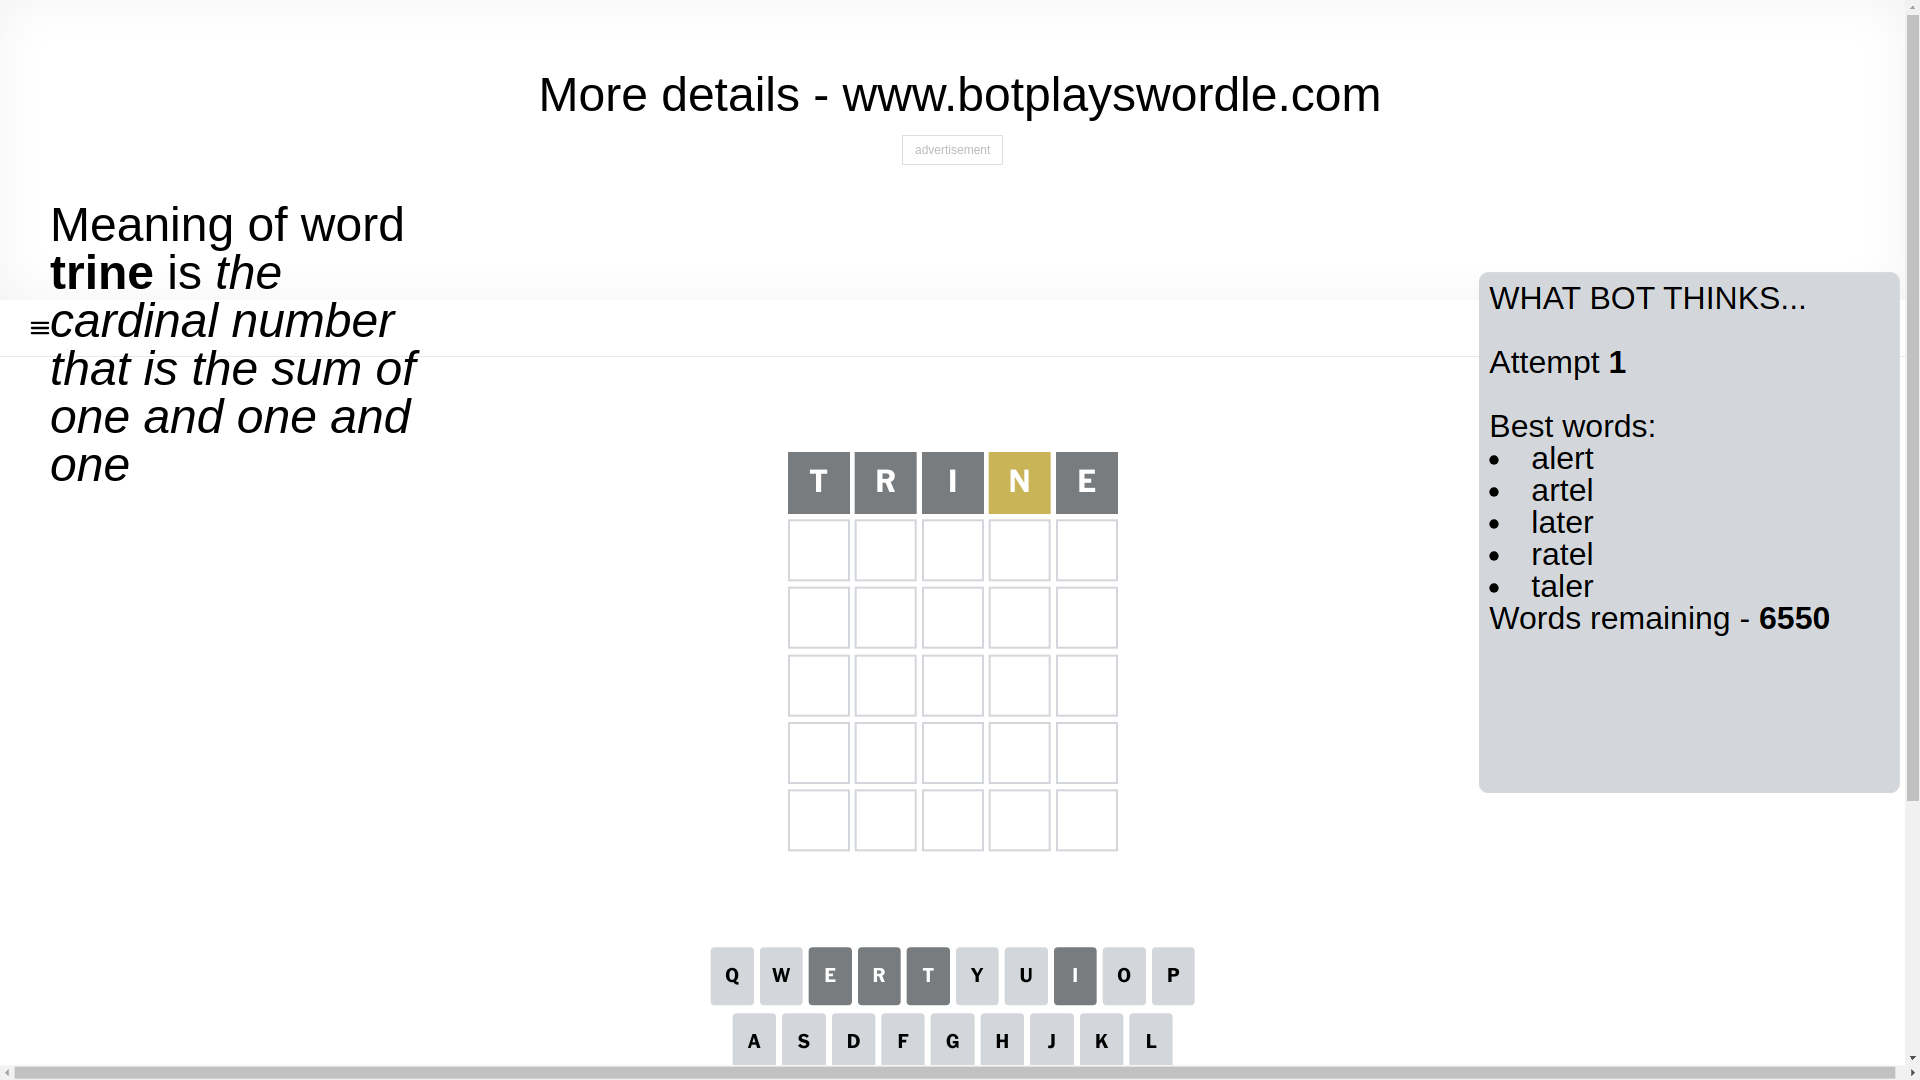 More details - www.botplayswordle.com
advertisement
Meaning of word
trine is the
cardinal number
that is the sum of
one and one and
one
WHAT BOT THINKS...
Attempt 1
Best words:
alert
artel
later
ratel
taler
Words remaining - 6550
T R I N E
Q W E R T Y U I O P
A S D F G H J K L